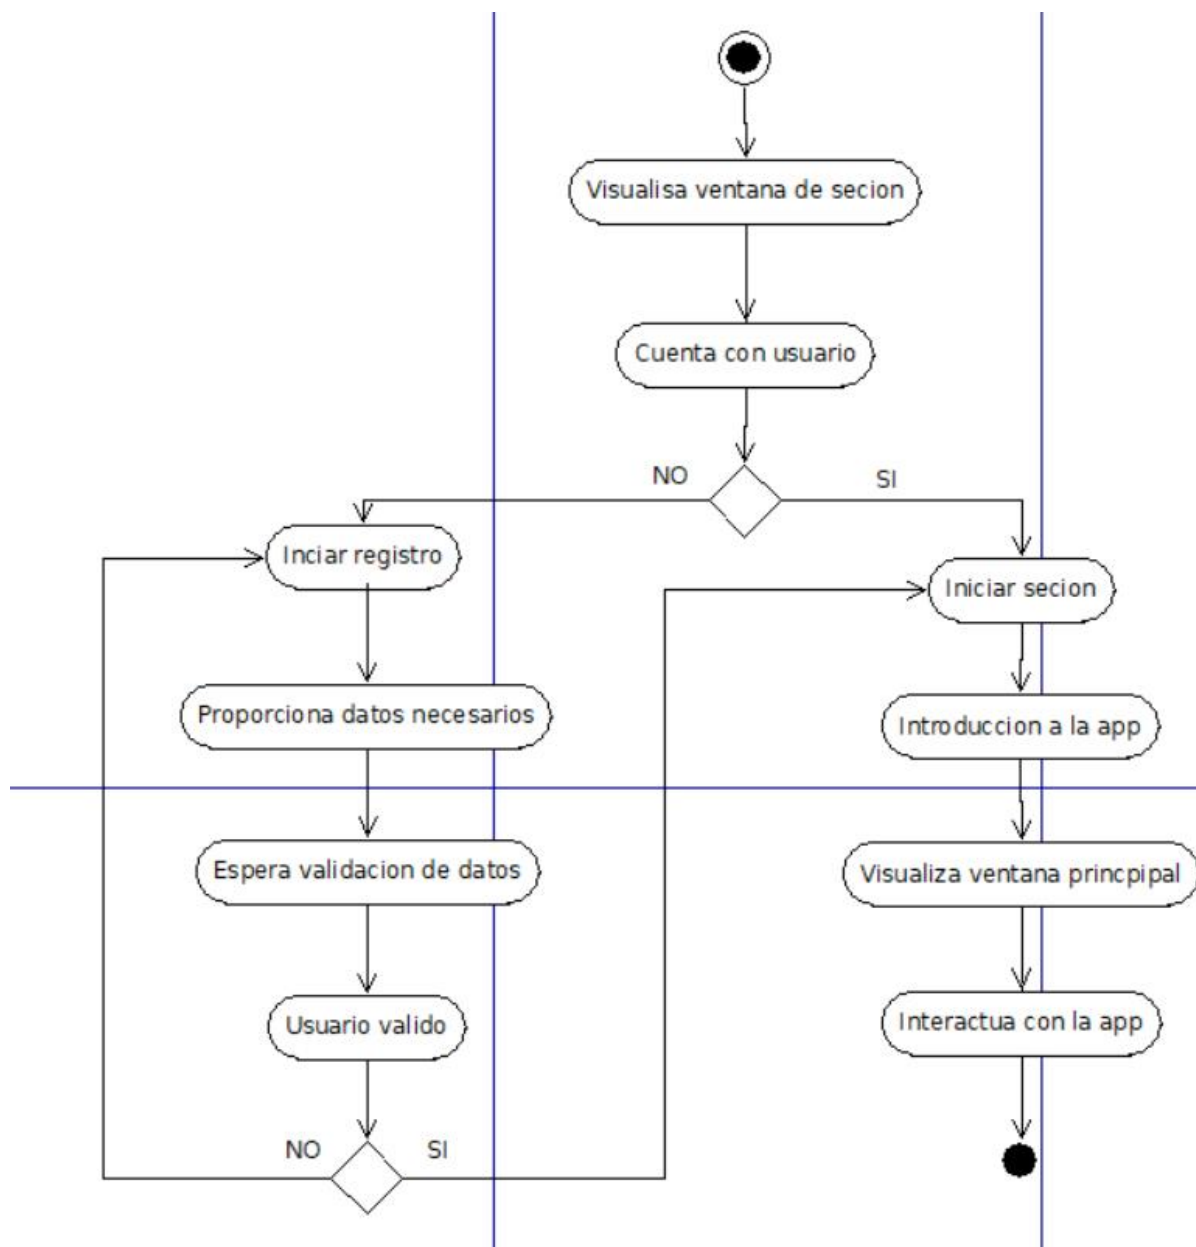 Visualisa ventana de secion
Cuenta con usuario
NO
SI
Inciar registro
Iniciar secion
Proporciona datos necesarios
Introduccion a la app
Espera validacion de datos
Visualiza ventana princpipal
Usuario valido
Interactua con la app
NO
SI